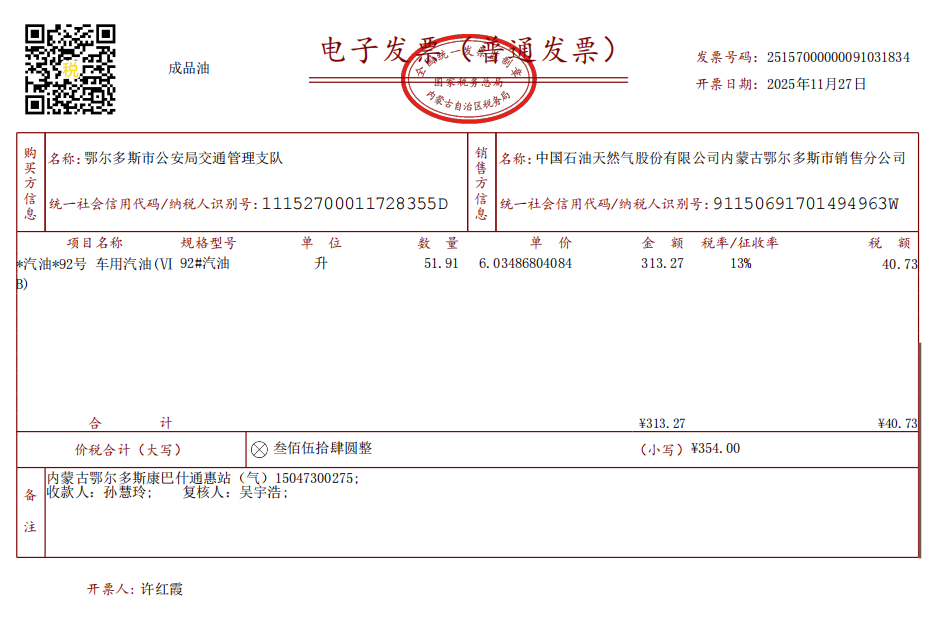 税
成品油
电子发票（普通发票）
全国统一发票监制章
国家税务总局
内蒙古自治区税务局
发票号码：25157000000091031834
开票日期：2025年11月27日
购买方信息
名称：鄂尔多斯市公安局交通管理支队
统一社会信用代码/纳税人识别号：11152700011728355D
销售方信息
名称：中国石油天然气股份有限公司内蒙古鄂尔多斯市销售分公司
统一社会信用代码/纳税人识别号：91150691701494963W
项目名称 规格型号 单 位 数 量 单 价 金 额 税率/征收率 税 额
*汽油*92号 车用汽油(VI 92#汽油 升 51.91 6.03486804084 313.27 13% 40.73
B)
合 计 ¥313.27 ¥40.73
价税合计（大写） ⊗ 叁佰伍拾肆圆整 （小写）¥354.00
备注
内蒙古鄂尔多斯康巴什通惠站（气）15047300275;
收款人：孙慧玲; 复核人：吴宇浩;
开票人：许红霞